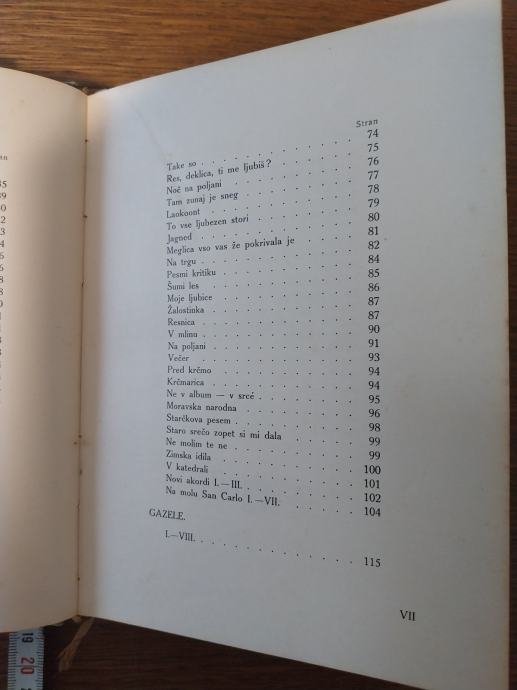 Stran
Take so . . . . . . . . . . 74
Res, deklica, ti me ljubiš? . . . . . . 75
Noč na poljani . . . . . . . . . 76
Tam zunaj je sneg . . . . . . . . 77
Laokoont . . . . . . . . . . 78
To vse ljubezen stori . . . . . . . 79
Jagned . . . . . . . . . . 80
Meglica vso vas že pokrivala je . . . . 81
Na trgu . . . . . . . . . . 82
Pesmi kritiku . . . . . . . . . 84
Šumi les . . . . . . . . . . 85
Moje ljubice . . . . . . . . . 86
Žalostinka . . . . . . . . . . 87
Resnica . . . . . . . . . . 87
V mlinu . . . . . . . . . . 90
Na poljani . . . . . . . . . . 91
Večer . . . . . . . . . . 93
Pred krčmo . . . . . . . . . 94
Krčmarica . . . . . . . . . . 94
Ne v album — v srcé . . . . . . . 95
Moravska narodna . . . . . . . . 96
Starčkova pesem . . . . . . . . 98
Staro srečo zopet si mi dala . . . . . 99
Ne molim te ne . . . . . . . . 99
Zimska idila . . . . . . . . . 100
V katedrali . . . . . . . . . 101
Novi akordi I.—III. . . . . . . . . 102
Na molu San Carlo I.—VII. . . . . . . 104
GAZELE.
I.—VIII. . . . . . . . . . . 115
VII
19 20